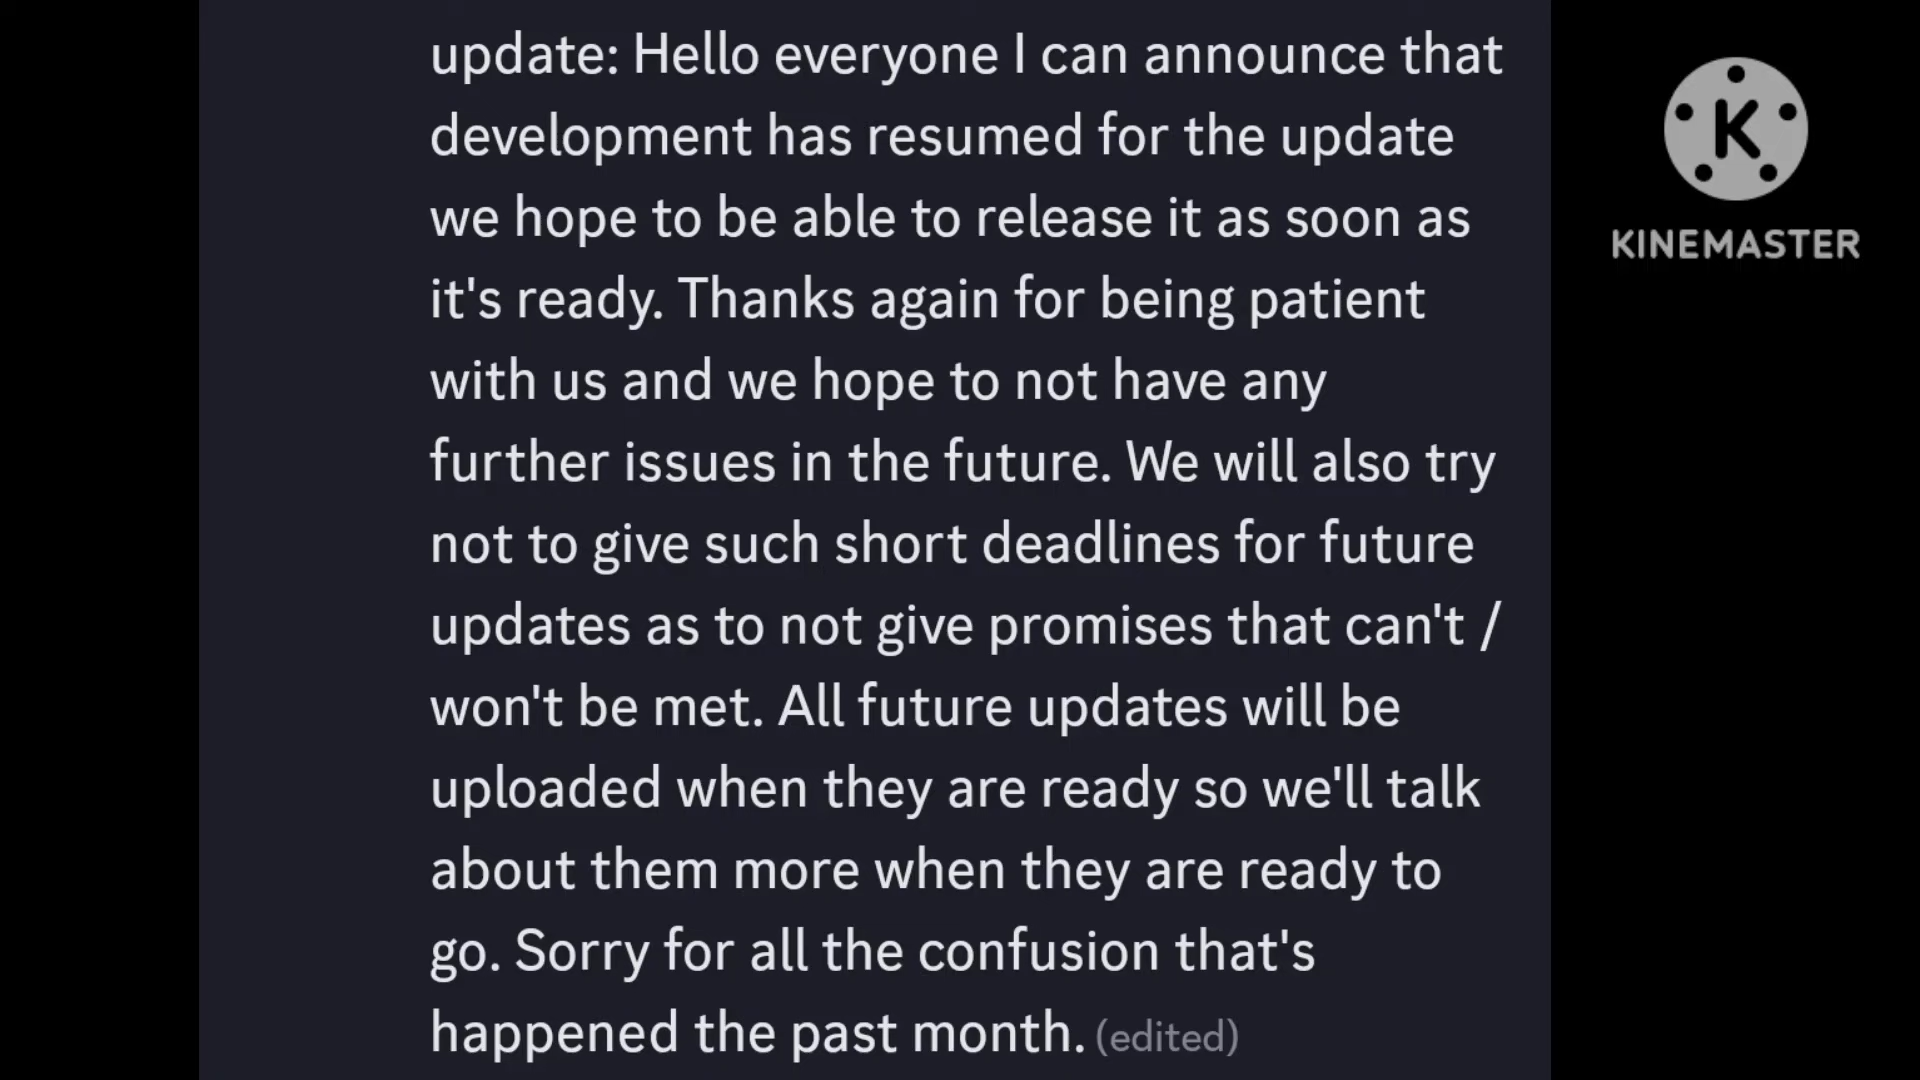 update: Hello everyone I can announce that
development has resumed for the update
we hope to be able to release it as soon as
it's ready. Thanks again for being patient
with us and we hope to not have any
further issues in the future. We will also try
not to give such short deadlines for future
updates as to not give promises that can't /
won't be met. All future updates will be
uploaded when they are ready so we'll talk
about them more when they are ready to
go. Sorry for all the confusion that's
happened the past month. (edited)
K
KINEMASTER